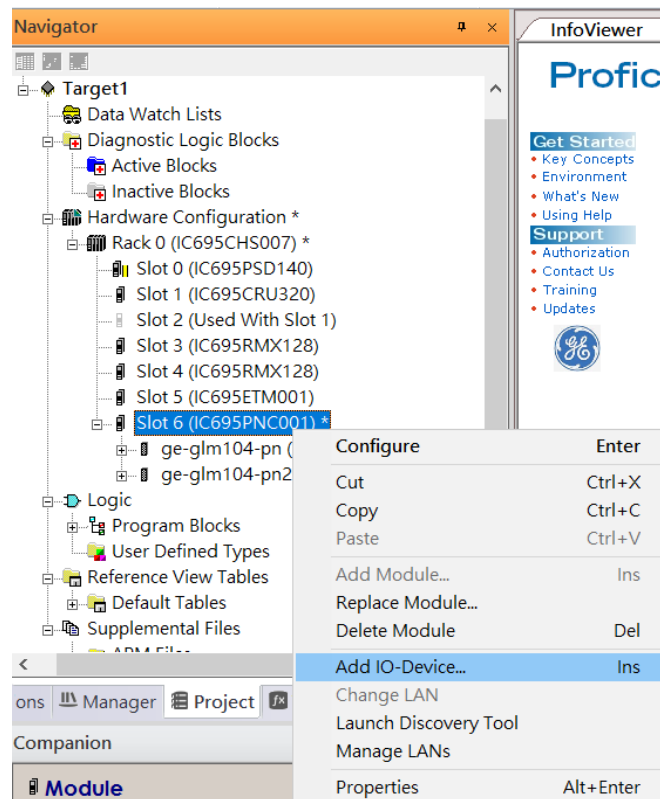 Navigator
InfoViewer
Target1
Data Watch Lists
Diagnostic Logic Blocks
Active Blocks
Inactive Blocks
Hardware Configuration *
Rack 0 (IC695CHS007) *
Slot 0 (IC695PSD140)
Slot 1 (IC695CRU320)
Slot 2 (Used With Slot 1)
Slot 3 (IC695RMX128)
Slot 4 (IC695RMX128)
Slot 5 (IC695ETM001)
Slot 6 (IC695PNC001) *
ge-glm104-pn (
ge-glm104-pn2
Logic
Program Blocks
User Defined Types
Reference View Tables
Default Tables
Supplemental Files
ons
Manager
Project
Companion
Module
Profic
Get Started
• Key Concepts
• Environment
• What's New
• Using Help
Support
• Authorization
• Contact Us
• Training
• Updates
Configure Enter
Cut Ctrl+X
Copy Ctrl+C
Paste Ctrl+V
Add Module... Ins
Replace Module...
Delete Module Del
Add IO-Device... Ins
Change LAN
Launch Discovery Tool
Manage LANs
Properties Alt+Enter